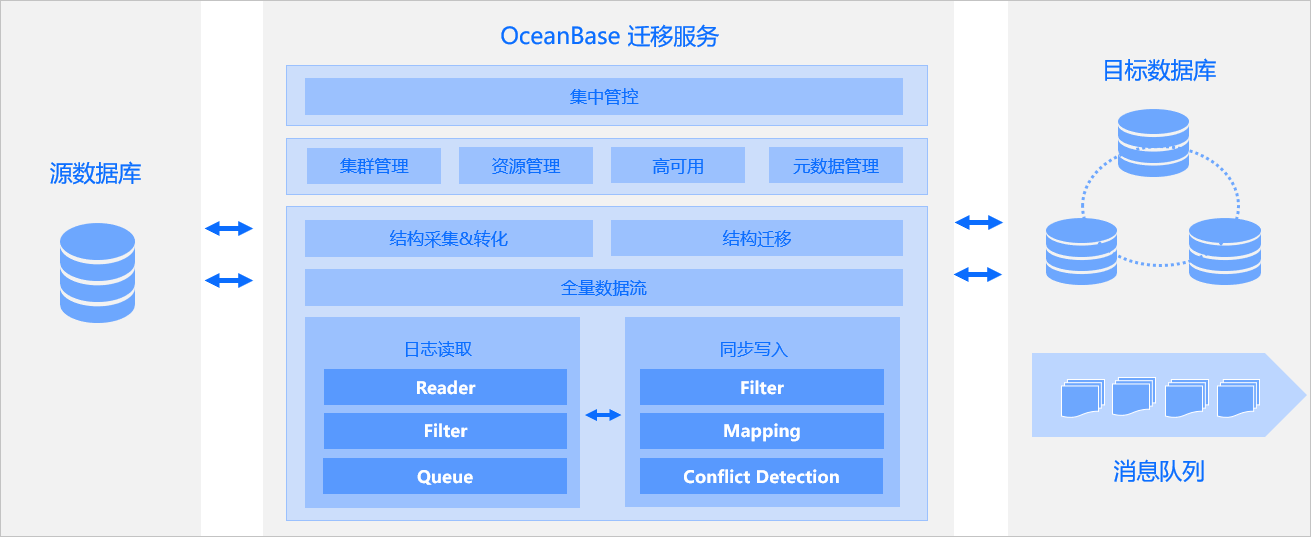 源数据库
OceanBase 迁移服务
集中管控
集群管理
资源管理
高可用
元数据管理
结构采集&转化
结构迁移
全量数据流
日志读取
Reader
Filter
Queue
同步写入
Filter
Mapping
Conflict Detection
目标数据库
消息队列